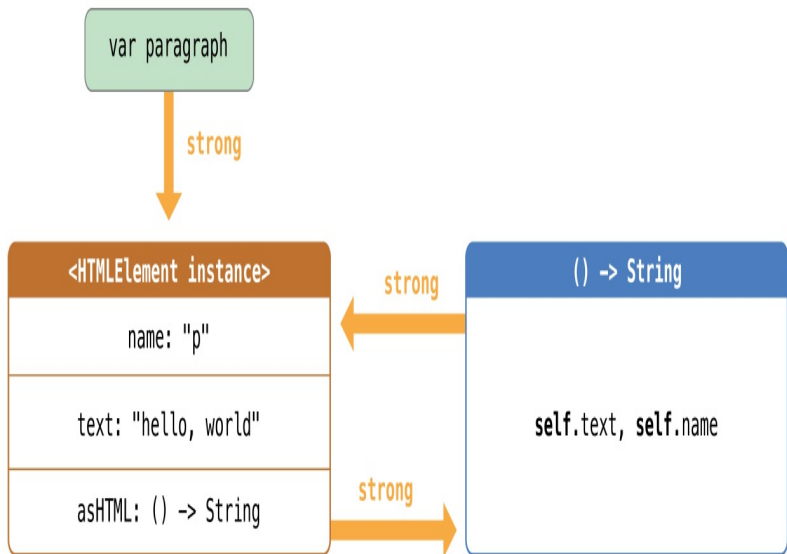 var paragraph
strong
<HTMLElement instance>
name: "p"
text: "hello, world"
asHTML: () -> String
strong
strong
() -> String
self.text, self.name